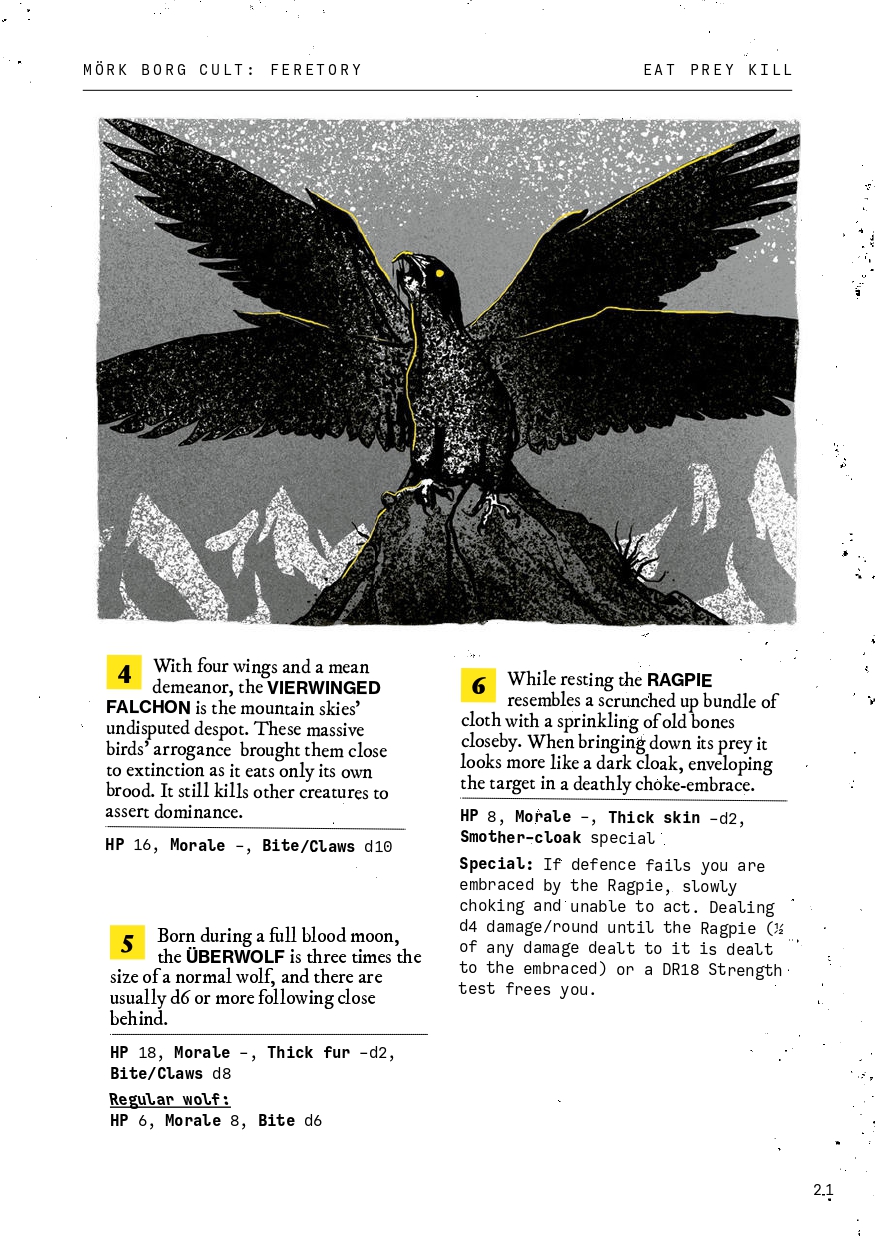 MÖRK BORG CULT: FERETORY
EAT PREY KILL
4 With four wings and a mean
demeanor, the VIERWINGED
FALCHON is the mountain skies'
undisputed despot. These massive
birds' arrogance brought them close
to extinction as it eats only its own
brood. It still kills other creatures to
assert dominance.
HP 16, Morale –, Bite/Claws d10
5 Born during a full blood moon,
the ÜBERWOLF is three times the
size of a normal wolf, and there are
usually d6 or more following close
behind.
HP 18, Morale –, Thick fur –d2,
Bite/Claws d8
Regular wolf:
HP 6, Morale 8, Bite d6
6 While resting the RAGPIE
resembles a scrunched up bundle of
cloth with a sprinkling of old bones
closeby. When bringing down its prey it
looks more like a dark cloak, enveloping
the target in a deathly choke-embrace.
HP 8, Morale –, Thick skin –d2,
Smother-cloak special
Special: If defence fails you are
embraced by the Ragpie, slowly
choking and unable to act. Dealing
d4 damage/round until the Ragpie (½
of any damage dealt to it is dealt
to the embraced) or a DR18 Strength
test frees you.
21